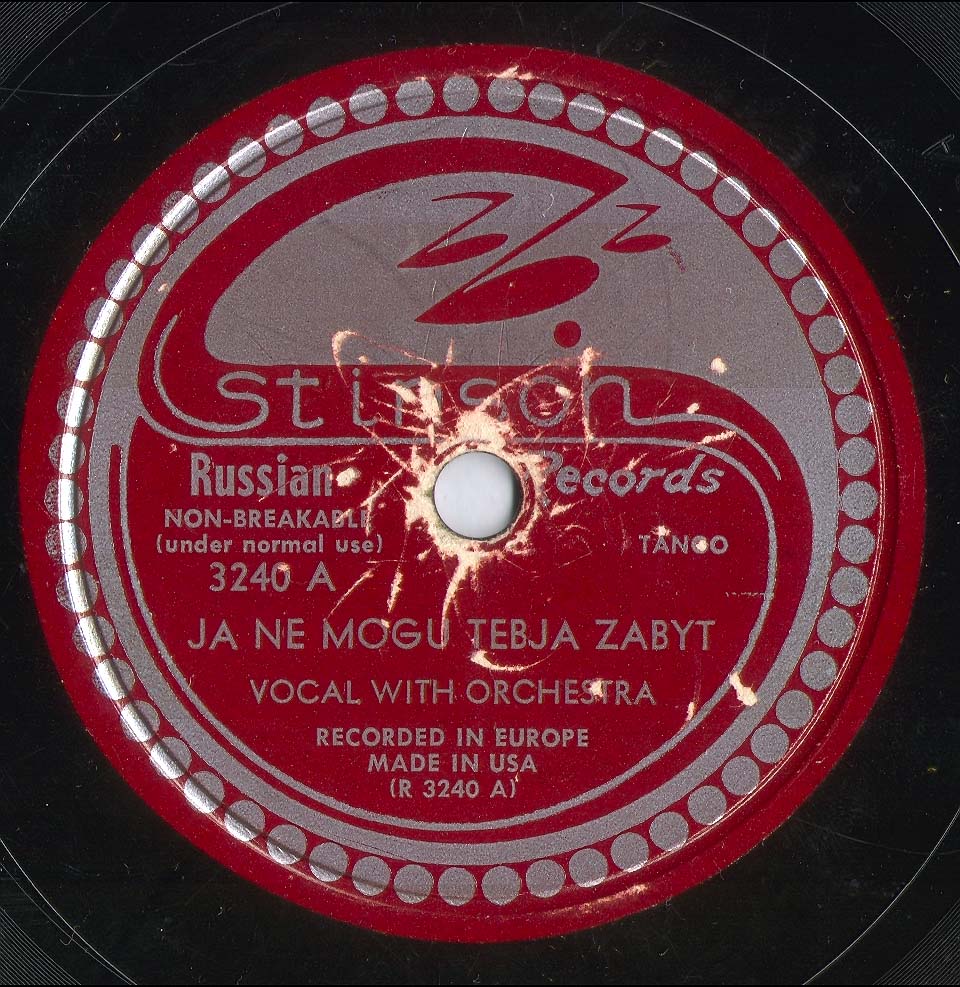 stinson
Russian Records
NON-BREAKABLE
(under normal use)
TANGO
3240 A
JA NE MOGU TEBJA ZABYT
VOCAL WITH ORCHESTRA
RECORDED IN EUROPE
MADE IN USA
(R 3240 A)